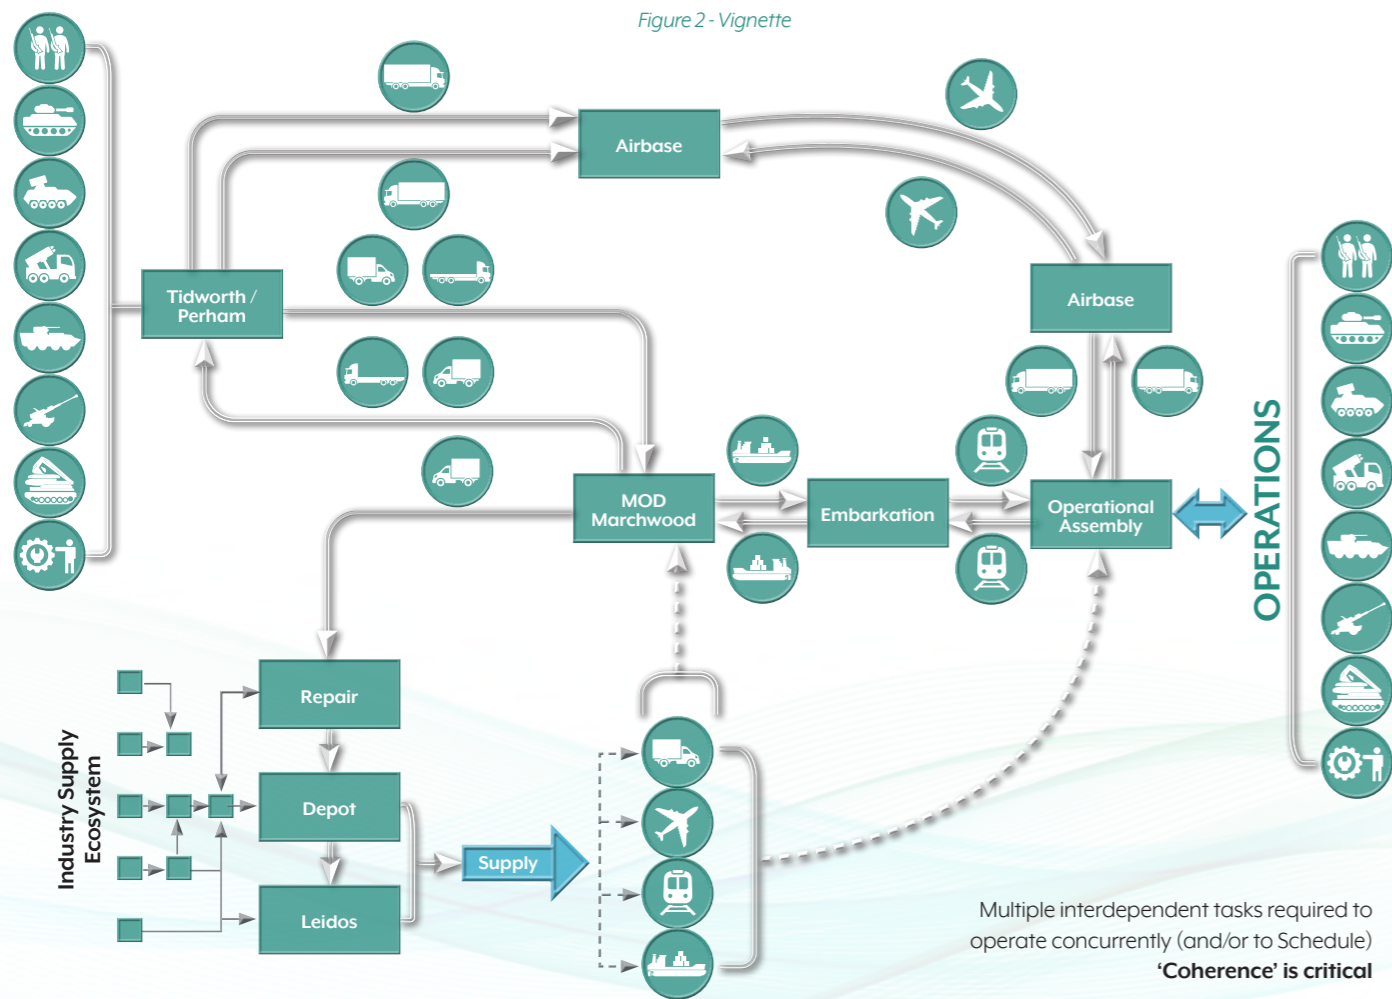 Figure 2 - Vignette
Airbase
Tidworth /
Perham
Airbase
OPERATIONS
MOD
Marchwood
Embarkation
Operational
Assembly
Repair
Industry Supply
Ecosystem
Depot
Supply
Leidos
Multiple interdependent tasks required to
operate concurrently (and/or to Schedule)
‘Coherence’ is critical